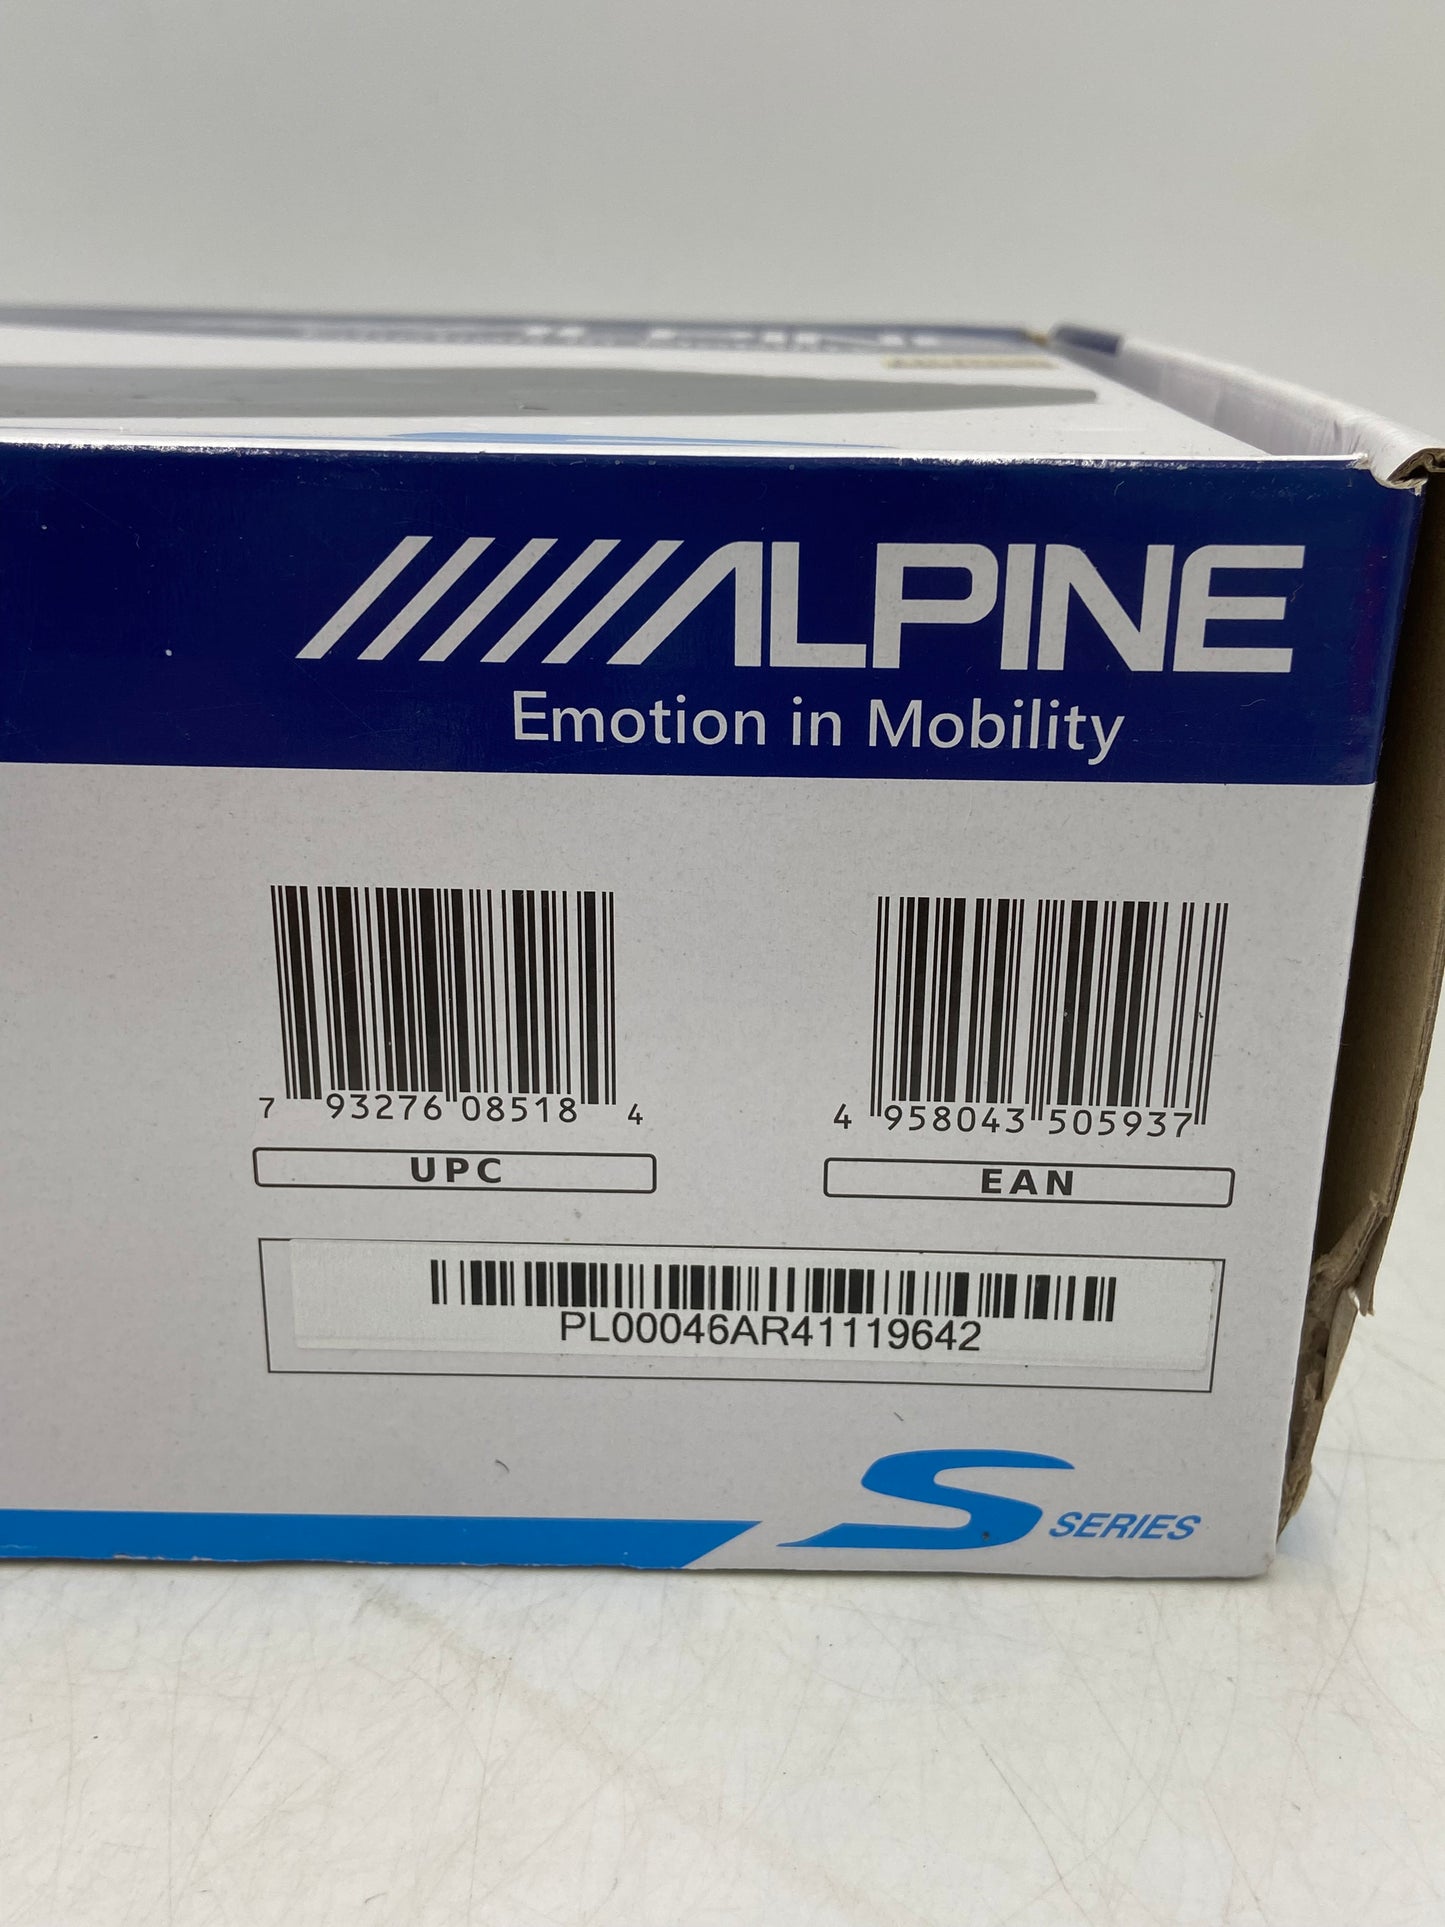 ALPINE
Emotion in Mobility
7 93276 08518 4
4 958043 505937
UPC
EAN
PL00046AR41119642
S SERIES